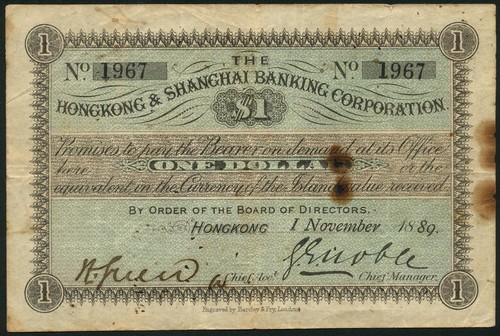 1 THE 1
No 1967 No 1967
HONGKONG & SHANGHAI BANKING CORPORATION.
$1
Promises to pay the Bearer on demand at its Office
here ONE DOLLAR or the
equivalent in the Currency of the Island value received
BY ORDER OF THE BOARD OF DIRECTORS.
HONGKONG 1 November 1889.
Chief Acct. Chief Manager.
1 Engraved by Barclay & Fry, London. 1